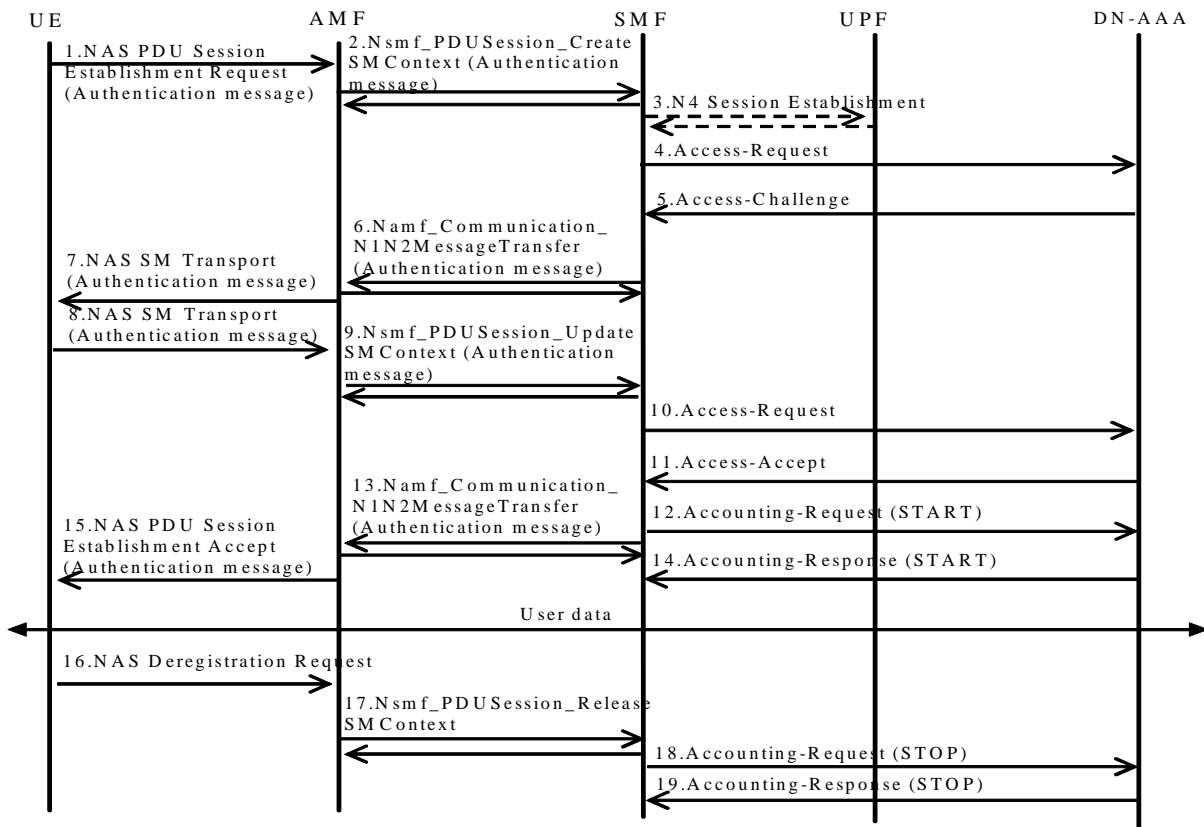 UE
AMF
SMF
UPF
DN-AAA
1.NAS PDU Session
Establishment Request
(Authentication message)
2.Nsmf_PDUSession_Create
SMContext (Authentication
message)
3.N4 Session Establishment
4.Access-Request
5.Access-Challenge
6.Namf_Communication_
N1N2MessageTransfer
(Authentication message)
7.NAS SM Transport
(Authentication message)
8.NAS SM Transport
(Authentication message)
9.Nsmf_PDUSession_Update
SMContext (Authentication
message)
10.Access-Request
11.Access-Accept
12.Accounting-Request (START)
13.Namf_Communication_
N1N2MessageTransfer
(Authentication message)
14.Accounting-Response (START)
15.NAS PDU Session
Establishment Accept
(Authentication message)
User data
16.NAS Deregistration Request
17.Nsmf_PDUSession_Release
SMContext
18.Accounting-Request (STOP)
19.Accounting-Response (STOP)